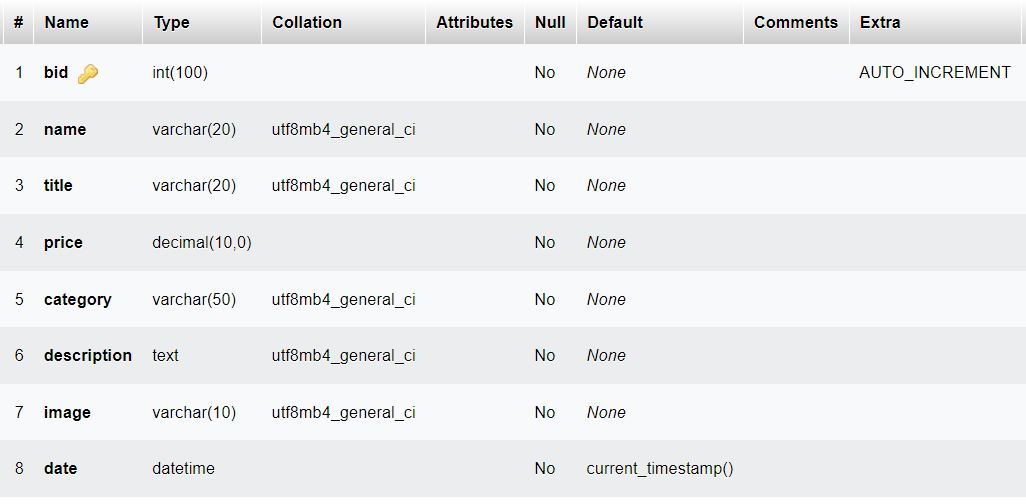 # Name Type Collation Attributes Null Default Comments Extra
1 bid int(100) No None AUTO_INCREMENT
2 name varchar(20) utf8mb4_general_ci No None
3 title varchar(20) utf8mb4_general_ci No None
4 price decimal(10,0) No None
5 category varchar(50) utf8mb4_general_ci No None
6 description text utf8mb4_general_ci No None
7 image varchar(10) utf8mb4_general_ci No None
8 date datetime No current_timestamp()